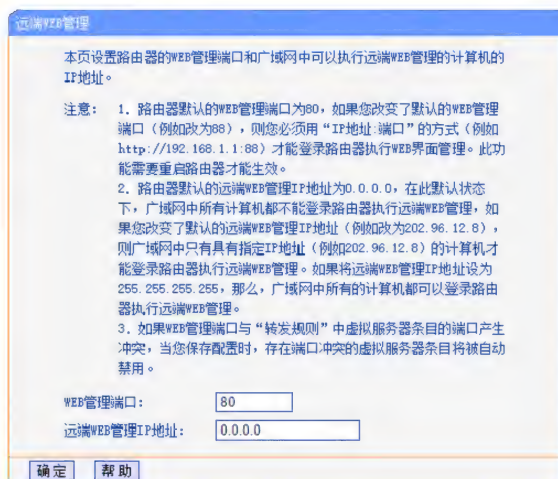 远端WEB管理
本页设置路由器的WEB管理端口和广域网中可以执行远端WEB管理的计算机的
IP地址。
注意： 1. 路由器默认的WEB管理端口为80，如果您改变了默认的WEB管理
端口（例如改为88），则您必须用“IP地址:端口”的方式（例如
http://192.168.1.1:88）才能登录路由器执行WEB界面管理。此功
能需要重启路由器才能生效。
2. 路由器默认的远端WEB管理IP地址为0.0.0.0，在此默认状态
下，广域网中所有计算机都不能登录路由器执行远端WEB管理，如
果您改变了默认的远端WEB管理IP地址（例如改为202.96.12.8），
则广域网中只有具有指定IP地址（例如202.96.12.8）的计算机才
能登录路由器执行远端WEB管理。如果将远端WEB管理IP地址设为
255.255.255.255，那么，广域网中所有的计算机都可以登录路由
器执行远端WEB管理。
3. 如果WEB管理端口与“转发规则”中虚拟服务器条目的端口产生
冲突，当您保存配置时，存在端口冲突的虚拟服务器条目将被自动
禁用。
WEB管理端口： 80
远端WEB管理IP地址： 0.0.0.0
确定 帮助